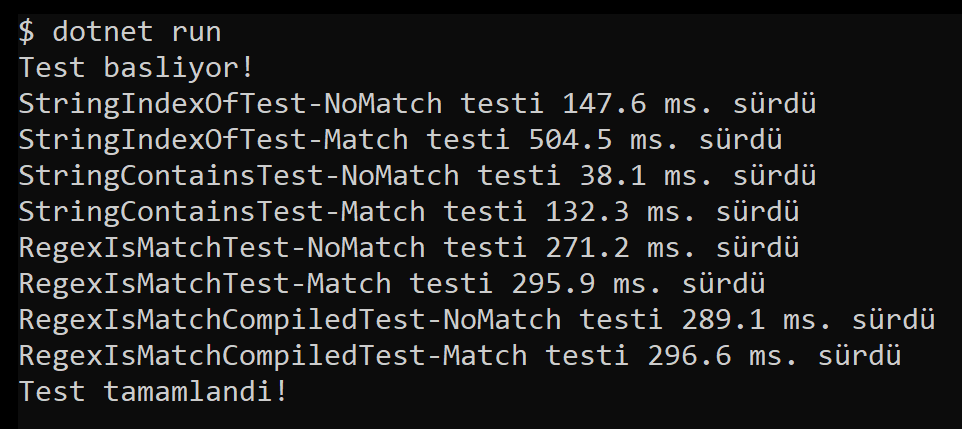 $ dotnet run
Test basliyor!
StringIndexOfTest-NoMatch testi 147.6 ms. sürdü
StringIndexOfTest-Match testi 504.5 ms. sürdü
StringContainsTest-NoMatch testi 38.1 ms. sürdü
StringContainsTest-Match testi 132.3 ms. sürdü
RegexIsMatchTest-NoMatch testi 271.2 ms. sürdü
RegexIsMatchTest-Match testi 295.9 ms. sürdü
RegexIsMatchCompiledTest-NoMatch testi 289.1 ms. sürdü
RegexIsMatchCompiledTest-Match testi 296.6 ms. sürdü
Test tamamlandi!